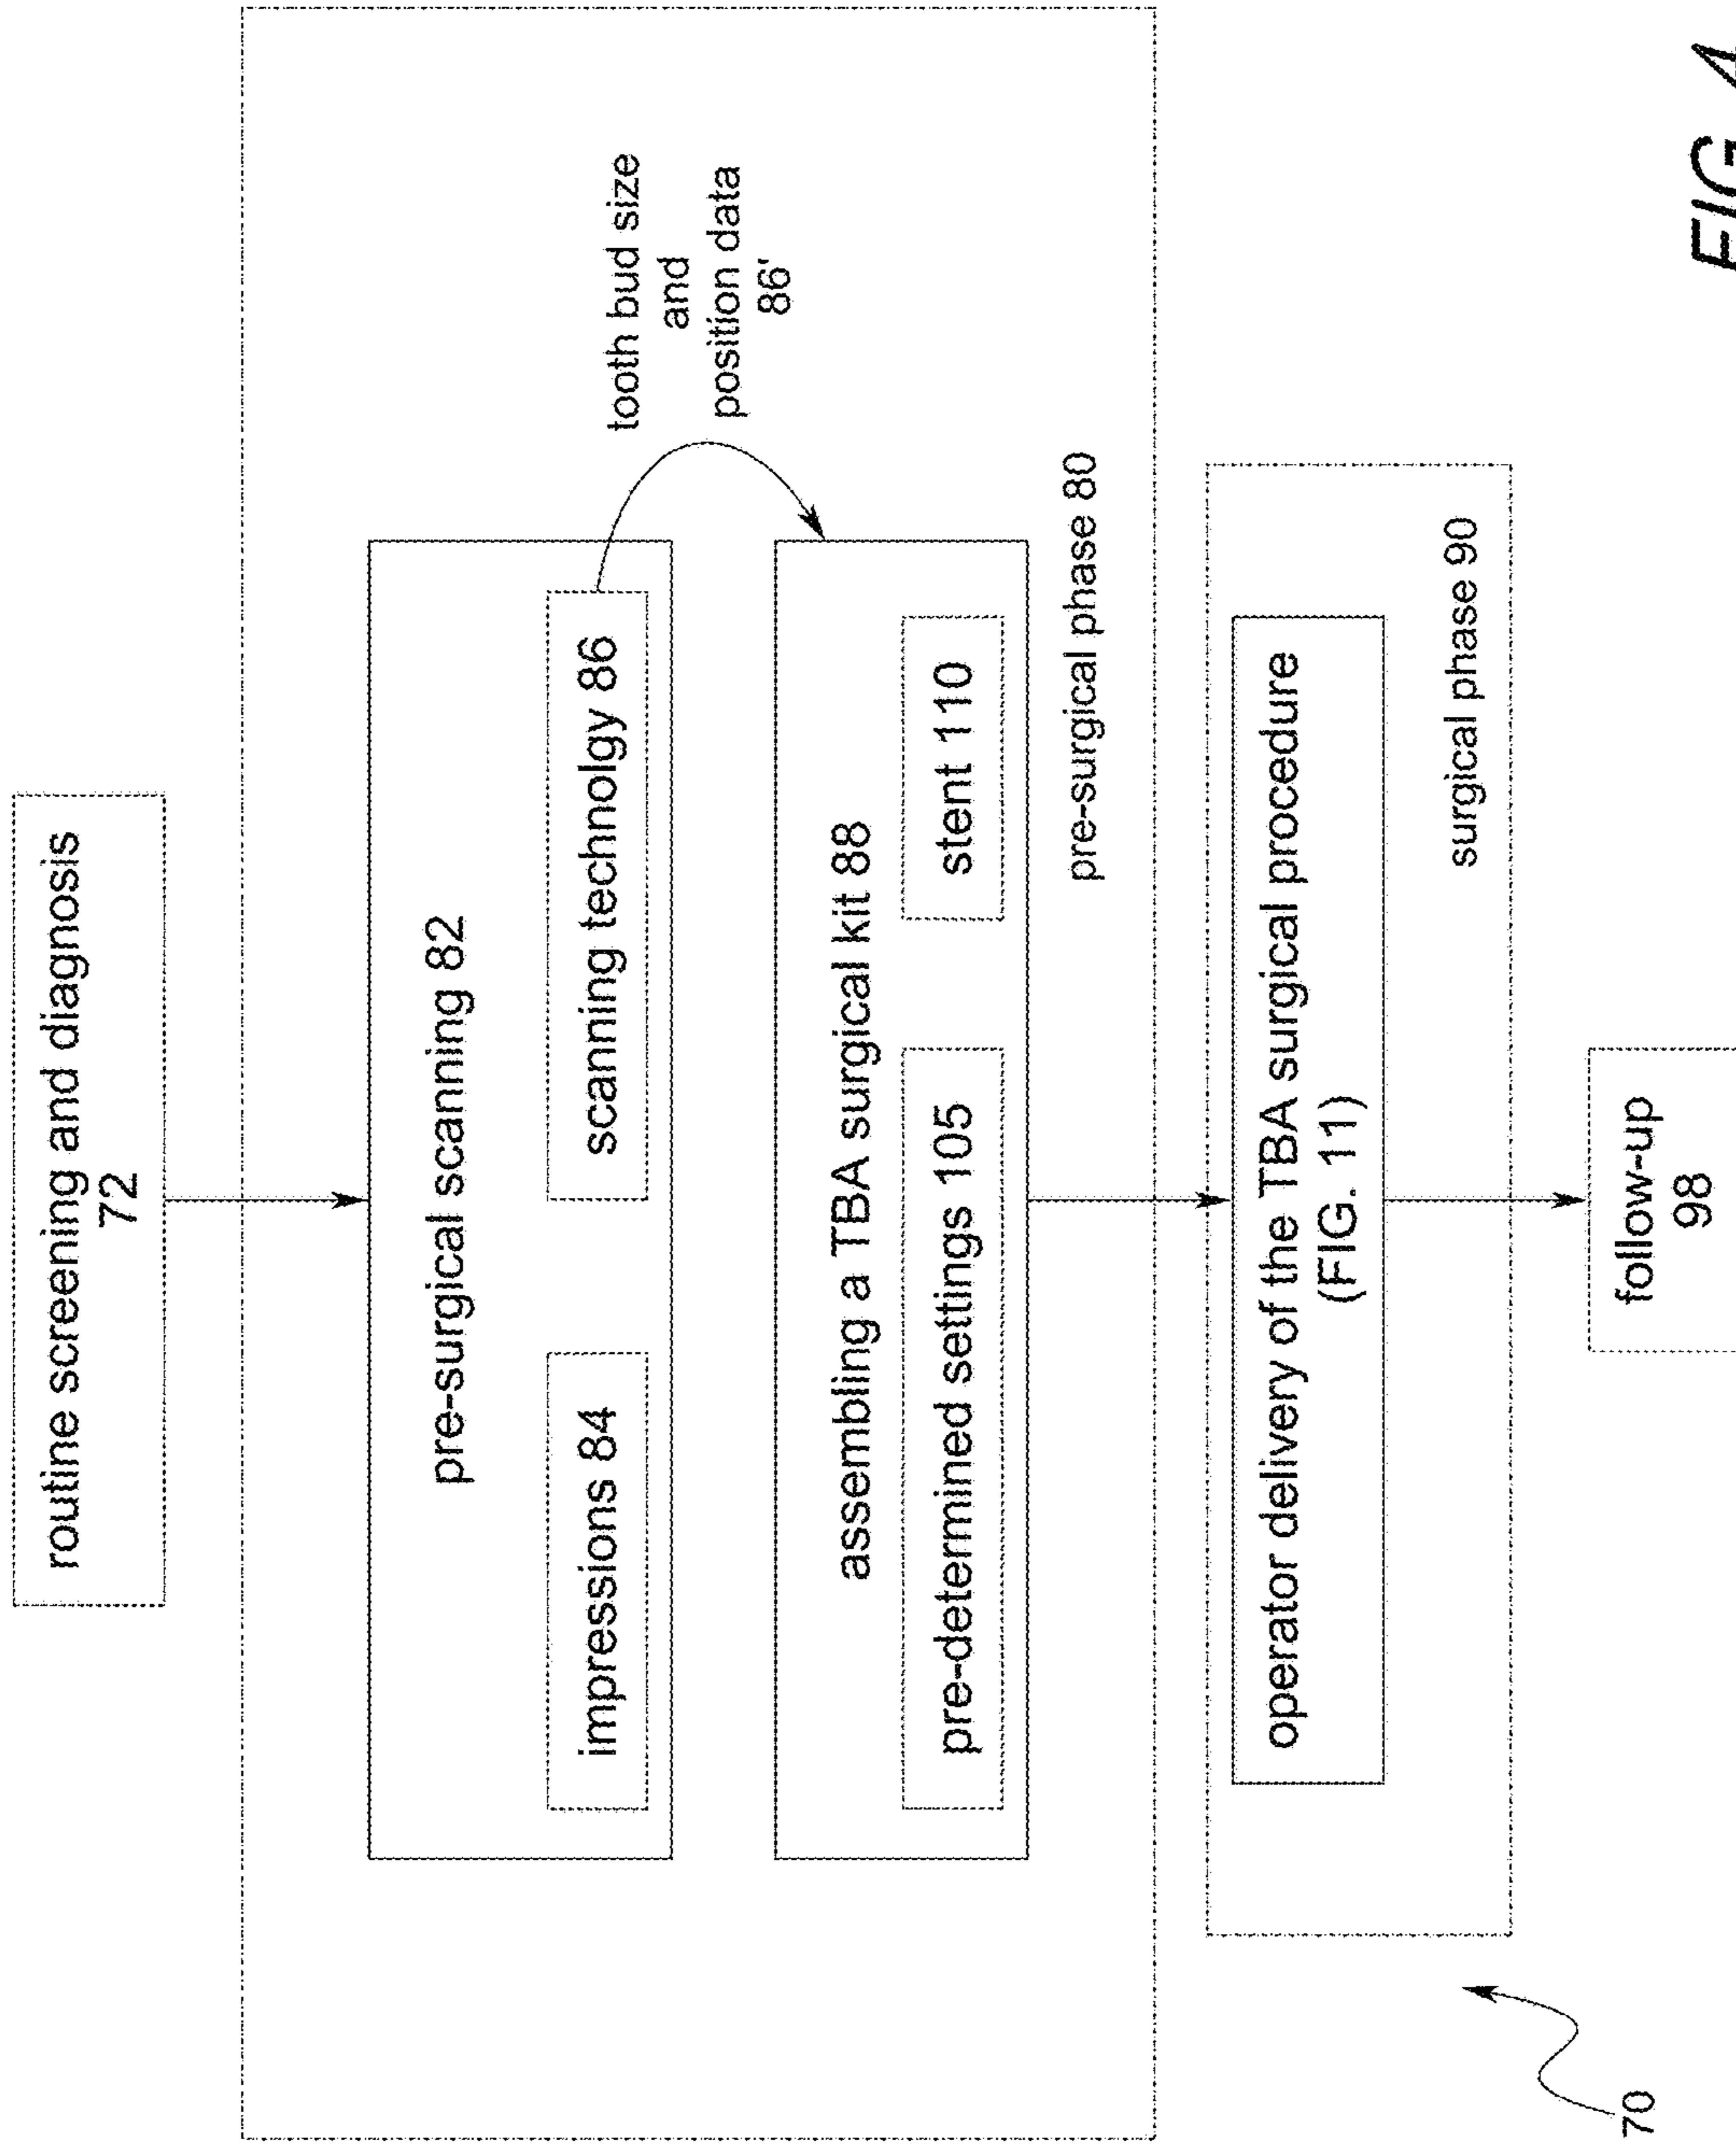 routine screening and diagnosis
72
pre-surgical scanning 82
impressions 84
scanning technolgy 86
tooth bud size
and
position data
86'
assembling a TBA surgical kit 88
pre-determined settings 105
stent 110
pre-surgical phase 80
operator delivery of the TBA surgical procedure
(FIG. 11)
surgical phase 90
follow-up
98
70
FIG. 4